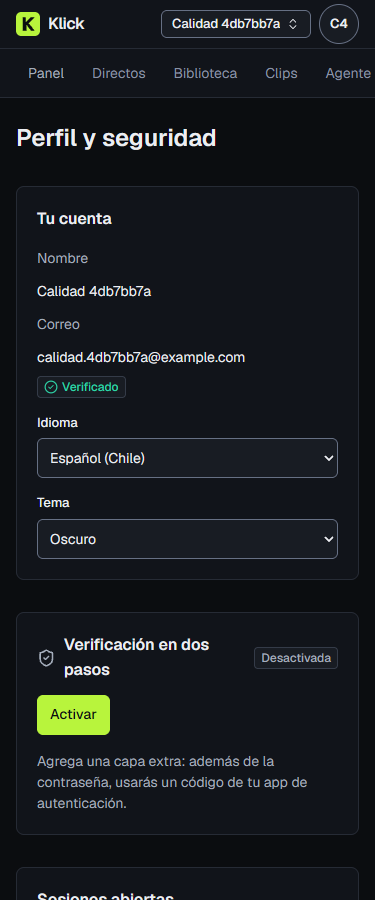 Klick
Calidad 4db7bb7a
C4
Panel Directos Biblioteca Clips Agente
Perfil y seguridad
Tu cuenta
Nombre
Calidad 4db7bb7a
Correo
calidad.4db7bb7a@example.com
Verificado
Idioma
Español (Chile)
Tema
Oscuro
Verificación en dos
pasos
Desactivada
Activar
Agrega una capa extra: además de la
contraseña, usarás un código de tu app de
autenticación.
Sesiones abiertas